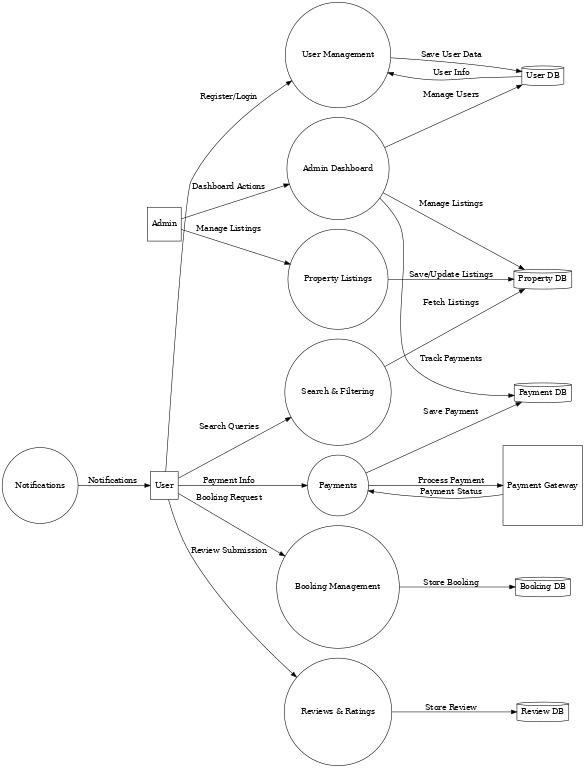 User Management
Save User Data
User DB
User Info
Register/Login
Manage Users
Admin Dashboard
Dashboard Actions
Manage Listings
Admin
Manage Listings
Property Listings
Save/Update Listings
Property DB
Fetch Listings
Track Payments
Search & Filtering
Payment DB
Save Payment
Search Queries
Notifications
Notifications
User
Payment Info
Payments
Process Payment
Payment Status
Payment Gateway
Booking Request
Review Submission
Booking Management
Store Booking
Booking DB
Reviews & Ratings
Store Review
Review DB